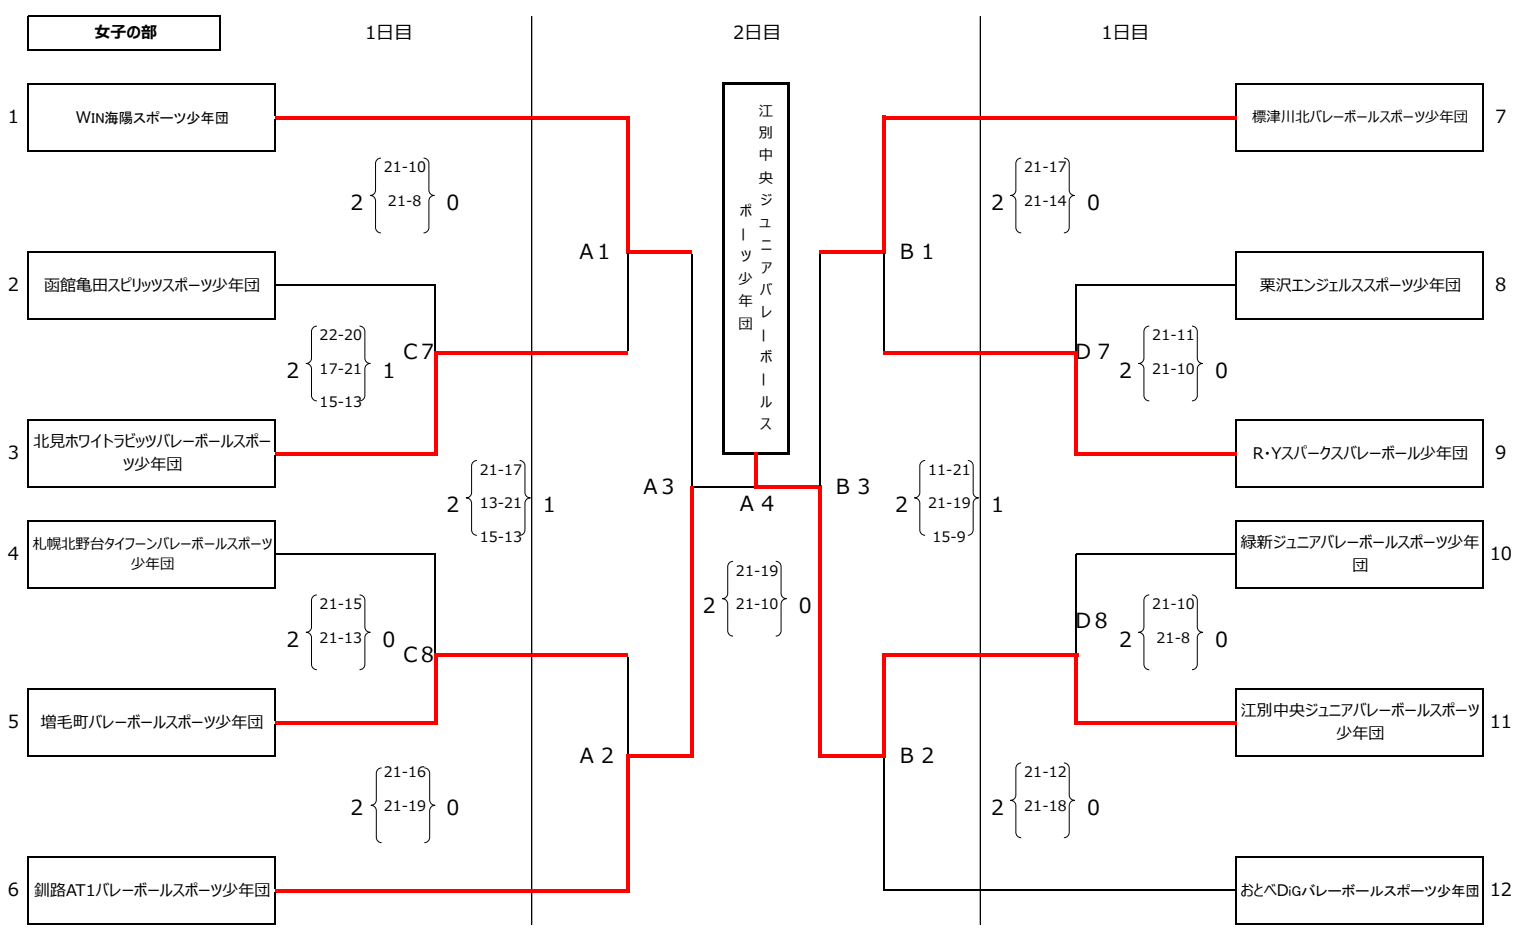 女子の部
1日目
2日目
1日目
1
WIN海陽スポーツ少年団
2
函館亀田スピリッツスポーツ少年団
3
北見ホワイトラビッツバレーボールスポー
ツ少年団
4
札幌北野台タイフーンバレーボールスポーツ
少年団
5
増毛町バレーボールスポーツ少年団
6
釧路AT1バレーボールスポーツ少年団
2
21-10
21-8
0
C7
2
22-20
17-21
15-13
1
C8
2
21-15
21-13
0
2
21-16
21-19
0
A1
A2
A3
2
21-17
13-21
15-13
1
江別中央ジュニアバレーボールス
ポーツ少年団
A4
2
21-19
21-10
0
B1
B2
B3
2
11-21
21-19
15-9
1
2
21-17
21-14
0
D7
2
21-11
21-10
0
D8
2
21-10
21-8
0
2
21-12
21-18
0
標津川北バレーボールスポーツ少年団
7
栗沢エンジェルススポーツ少年団
8
R・Yスパークスバレーボール少年団
9
緑新ジュニアバレーボールスポーツ少年
団
10
江別中央ジュニアバレーボールスポーツ
少年団
11
おとべDiGバレーボールスポーツ少年団
12